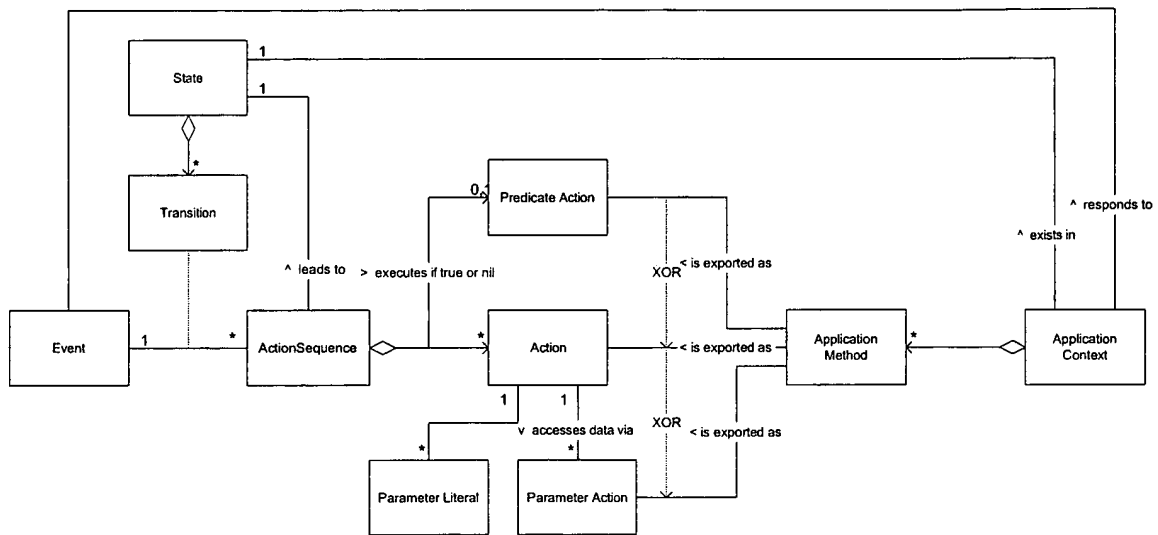 1
State
1
*
Transition
0,1
Predicate Action
^ responds to
^ exists in
^ leads to
> executes if true or nil
XOR
< is exported as
Event
1
*
ActionSequence
*
Action
< is exported as
Application
Method
*
Application
Context
1
1
*
v accesses data via
*
XOR
< is exported as
Parameter Literal
Parameter Action